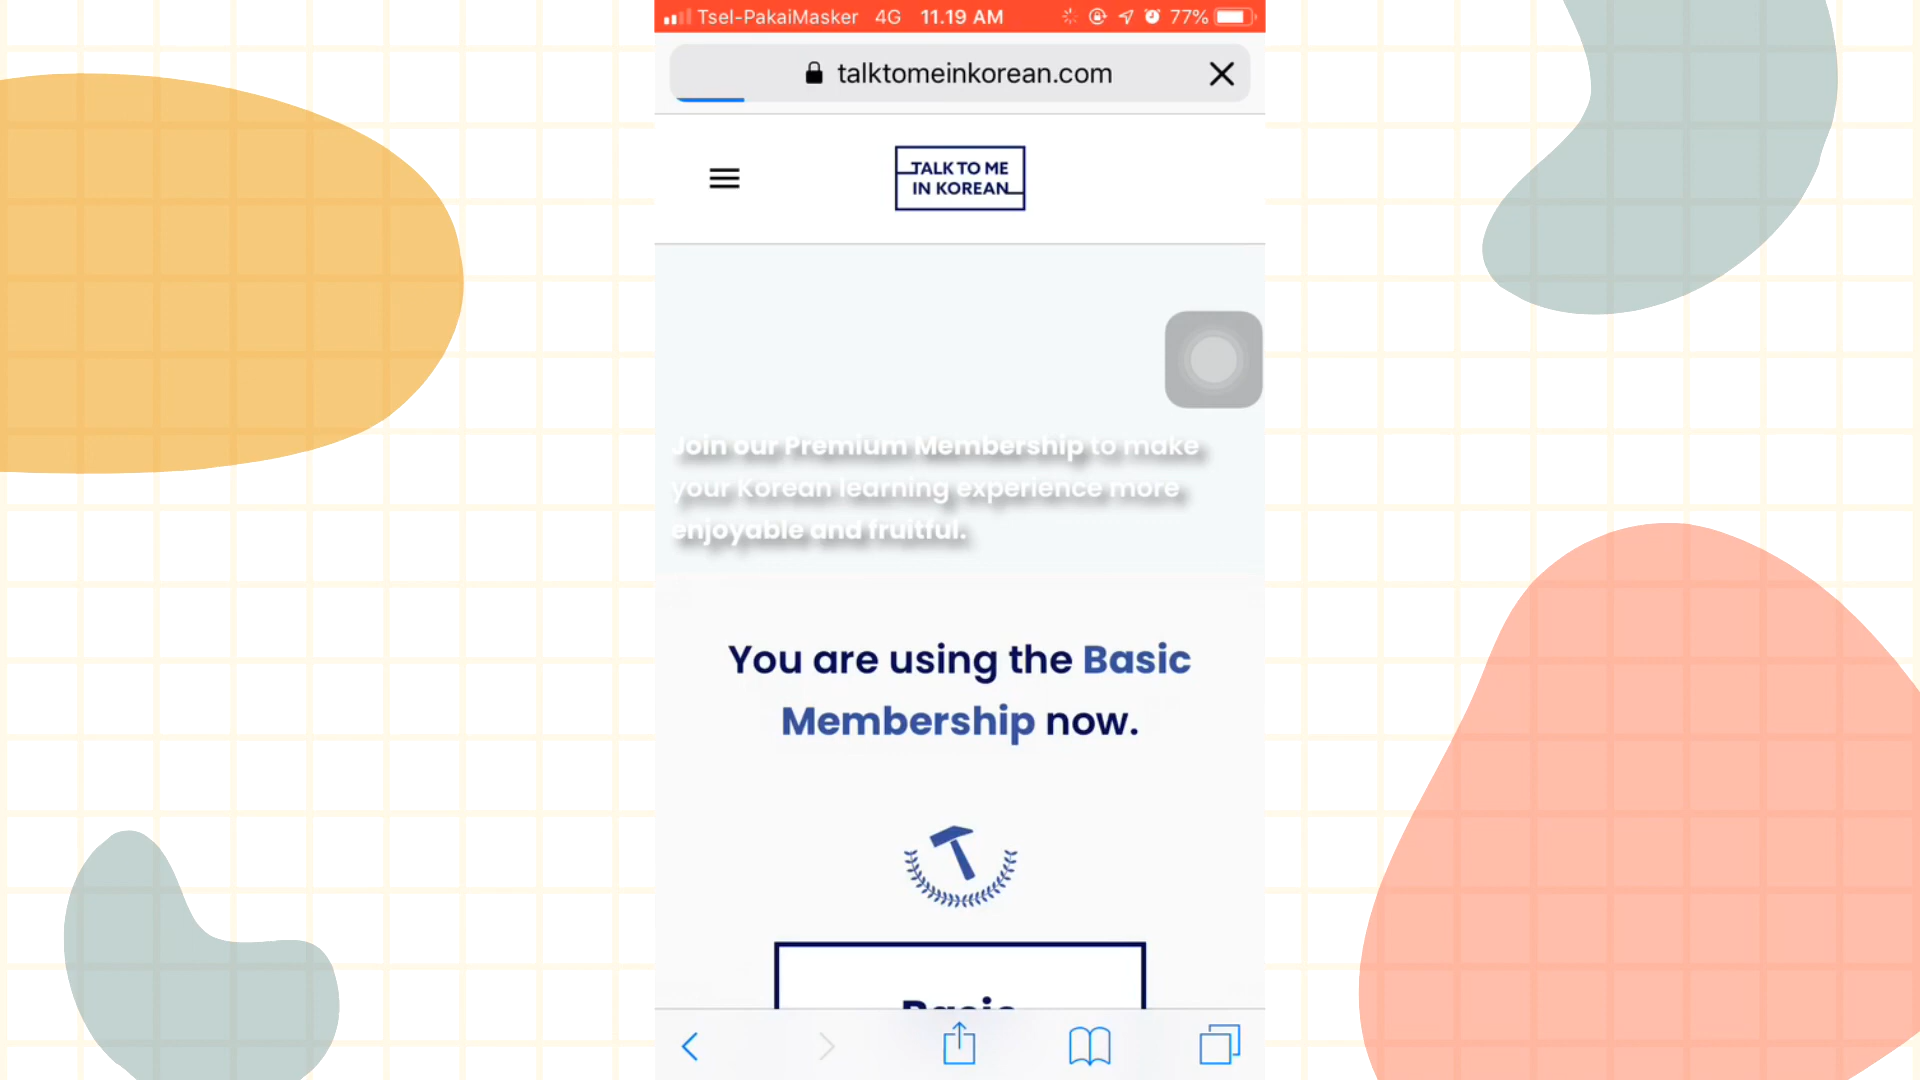 Tsel-PakaiMasker 4G 11.19 AM 77%
talktomeinkorean.com
TALK TO ME
IN KOREAN
Join our Premium Membership to make
your Korean learning experience more
enjoyable and fruitful.
You are using the Basic
Membership now.
Basic